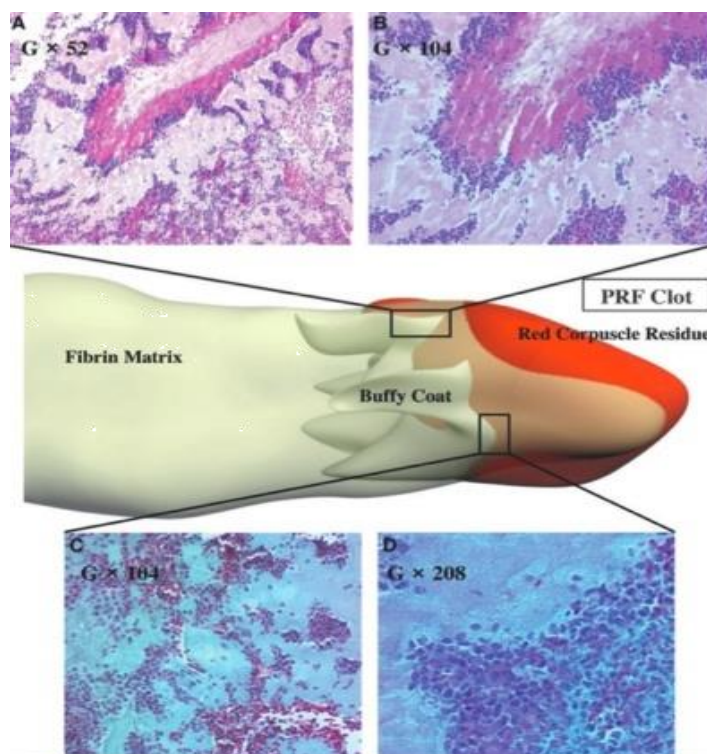 A
G × 52
B
G × 104
PRF Clot
Red Corpuscle Residue
Fibrin Matrix
Buffy Coat
C
G × 104
D
G × 208